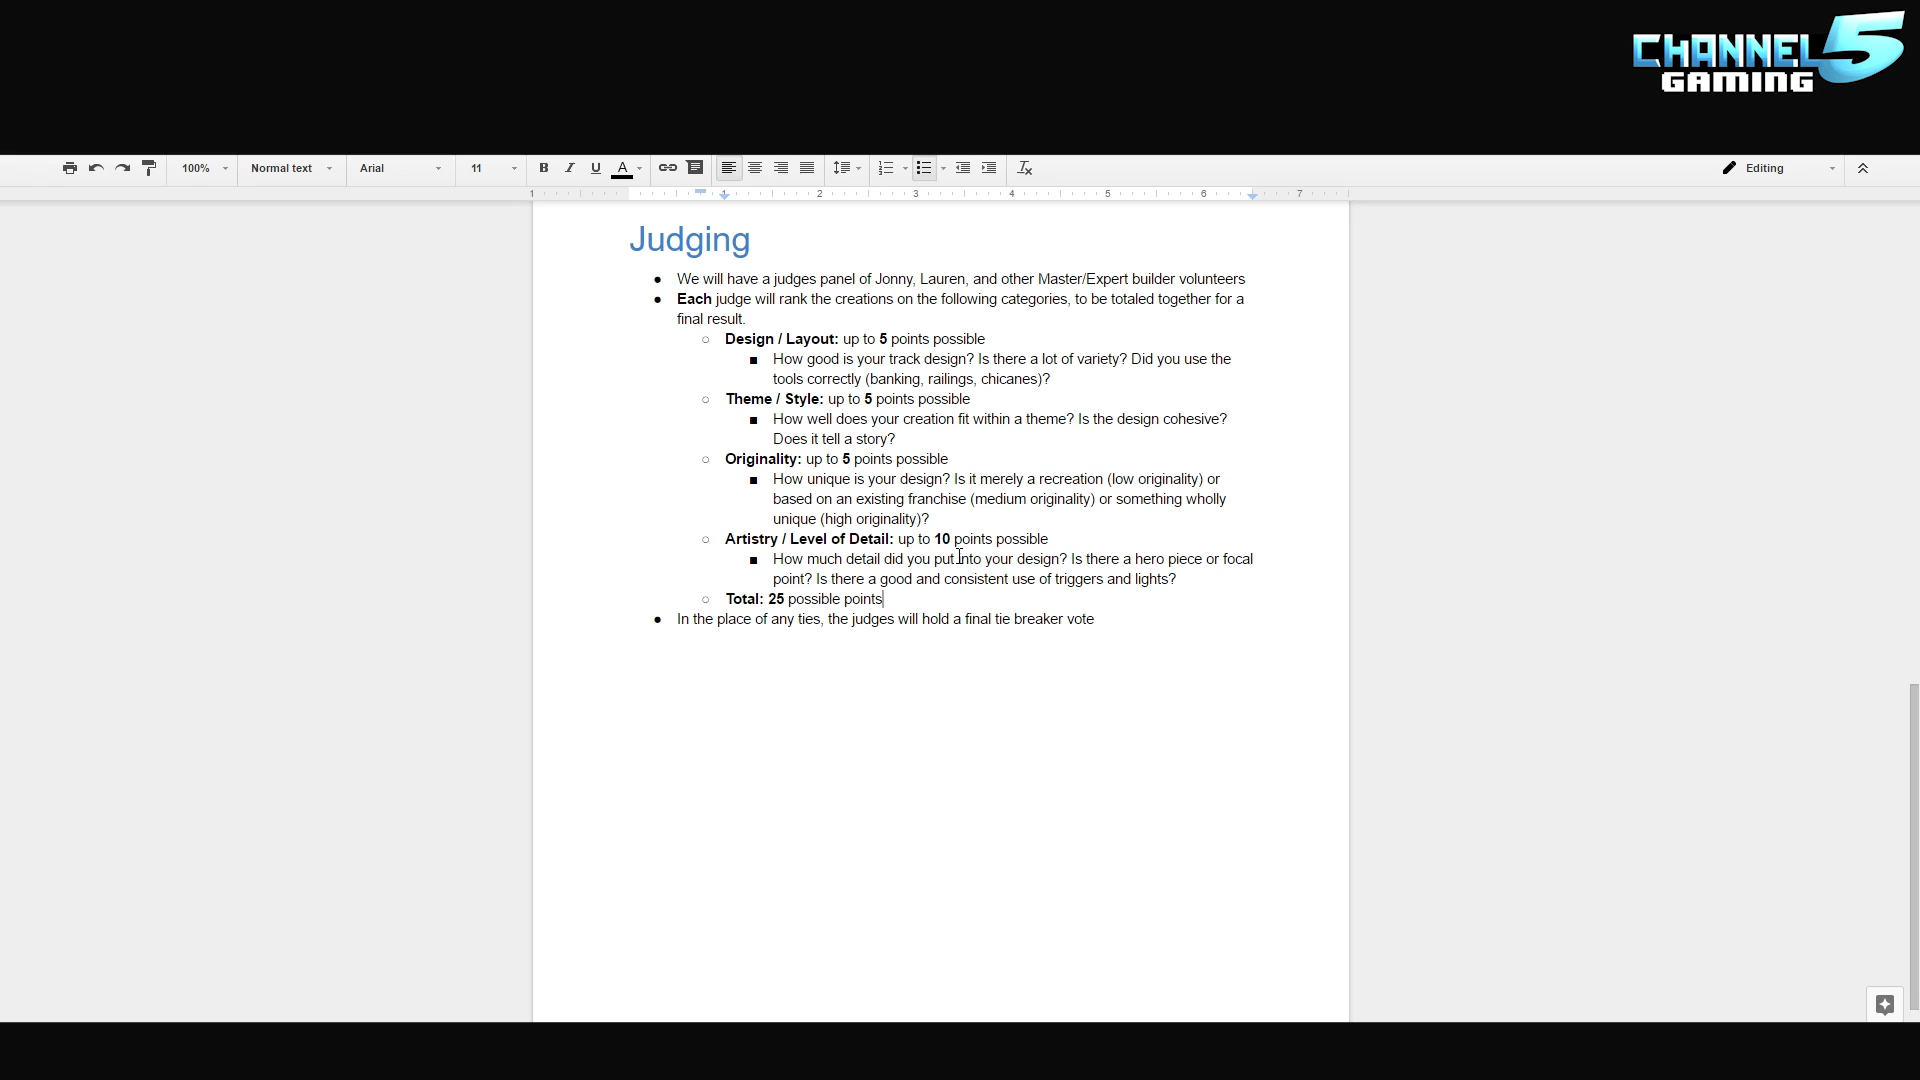 CHANNEL 5
GAMING
100% Normal text Arial 11 B I U A Editing
1 1 2 3 4 5 6 7
Judging
● We will have a judges panel of Jonny, Lauren, and other Master/Expert builder volunteers
● Each judge will rank the creations on the following categories, to be totaled together for a
final result.
○ Design / Layout: up to 5 points possible
■ How good is your track design? Is there a lot of variety? Did you use the
tools correctly (banking, railings, chicanes)?
○ Theme / Style: up to 5 points possible
■ How well does your creation fit within a theme? Is the design cohesive?
Does it tell a story?
○ Originality: up to 5 points possible
■ How unique is your design? Is it merely a recreation (low originality) or
based on an existing franchise (medium originality) or something wholly
unique (high originality)?
○ Artistry / Level of Detail: up to 10 points possible
■ How much detail did you put into your design? Is there a hero piece or focal
point? Is there a good and consistent use of triggers and lights?
○ Total: 25 possible points
● In the place of any ties, the judges will hold a final tie breaker vote